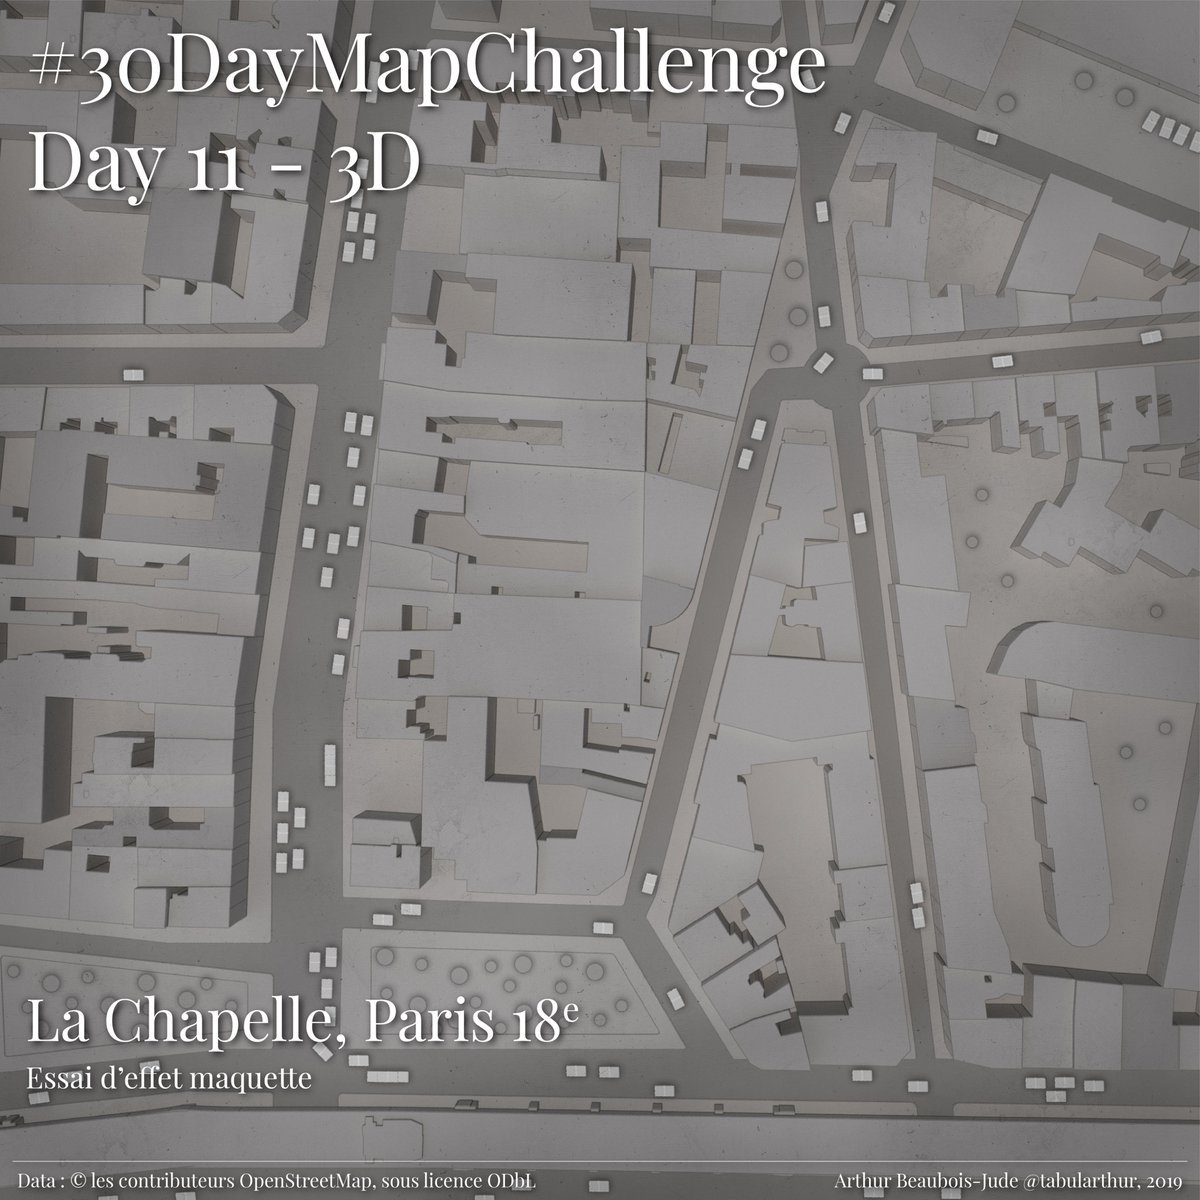 #30DayMapChallenge
Day 11 - 3D
La Chapelle, Paris 18e
Essai d'effet maquette
Data : © les contributeurs OpenStreetMap, sous licence ODbL
Arthur Beaubois-Jude @tabularthur, 2019